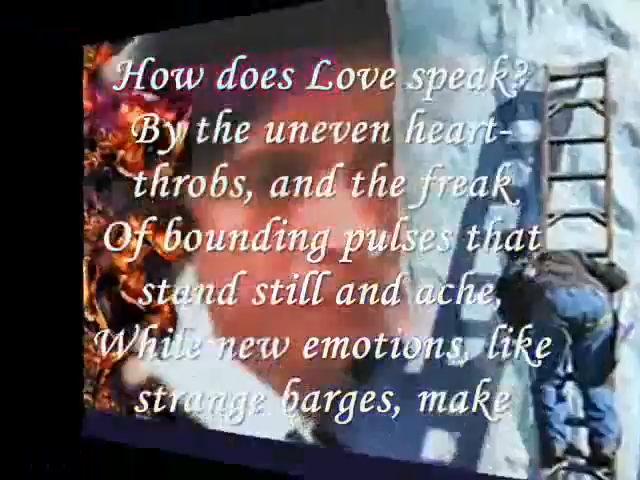 How does Love speak?
By the uneven heart-
throbs, and the freak
Of bounding pulses that
stand still and ache,
While new emotions, like
strange barges, make